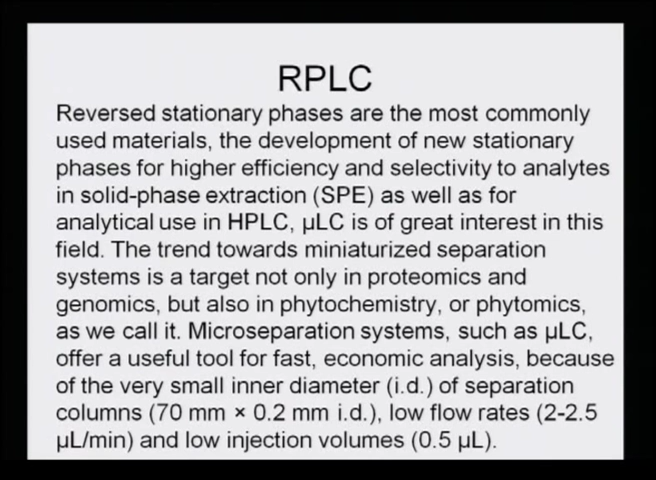 RPLC
Reversed stationary phases are the most commonly
used materials, the development of new stationary
phases for higher efficiency and selectivity to analytes
in solid-phase extraction (SPE) as well as for
analytical use in HPLC, µLC is of great interest in this
field. The trend towards miniaturized separation
systems is a target not only in proteomics and
genomics, but also in phytochemistry, or phytomics,
as we call it. Microseparation systems, such as µLC,
offer a useful tool for fast, economic analysis, because
of the very small inner diameter (i.d.) of separation
columns (70 mm × 0.2 mm i.d.), low flow rates (2-2.5
µL/min) and low injection volumes (0.5 µL).